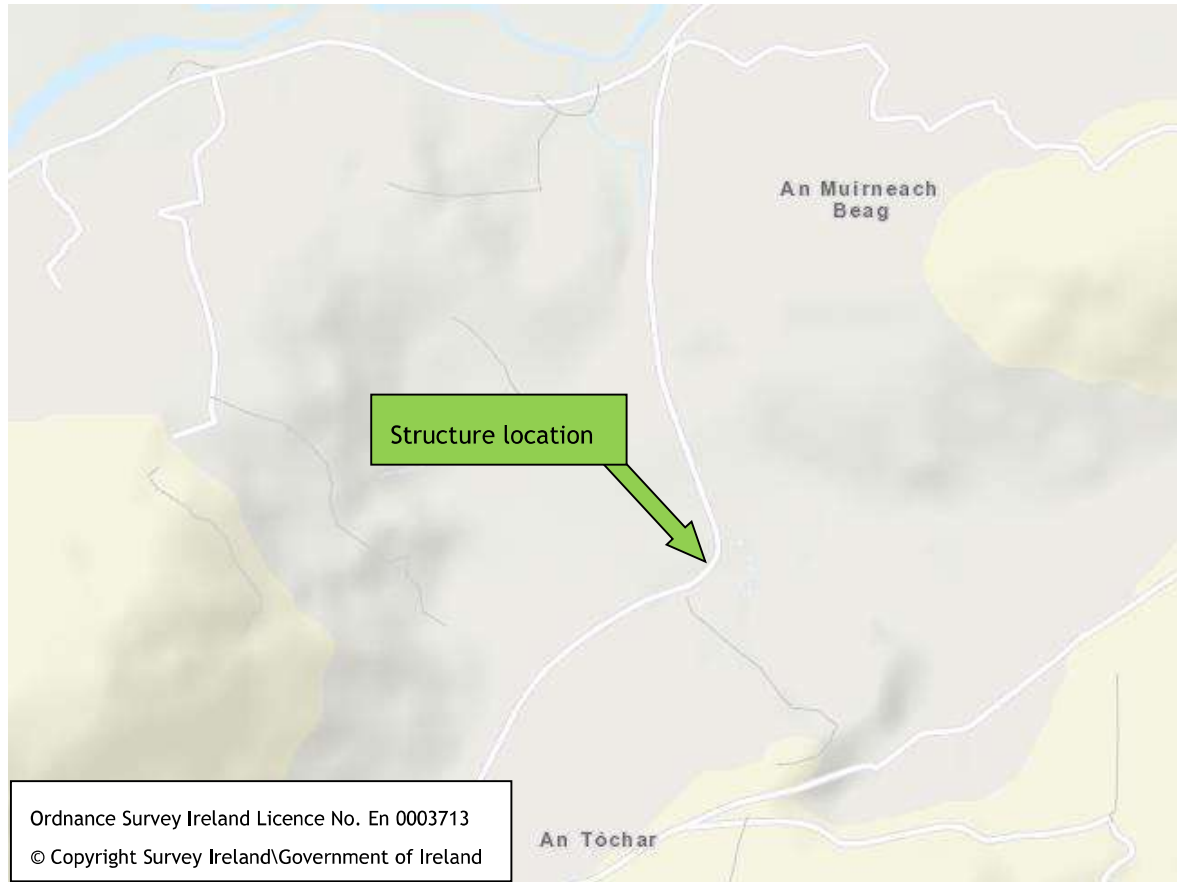 An Muirneach
Beag
Structure location
Ordnance Survey Ireland Licence No. En 0003713
© Copyright Survey Ireland\Government of Ireland
An Tóchar